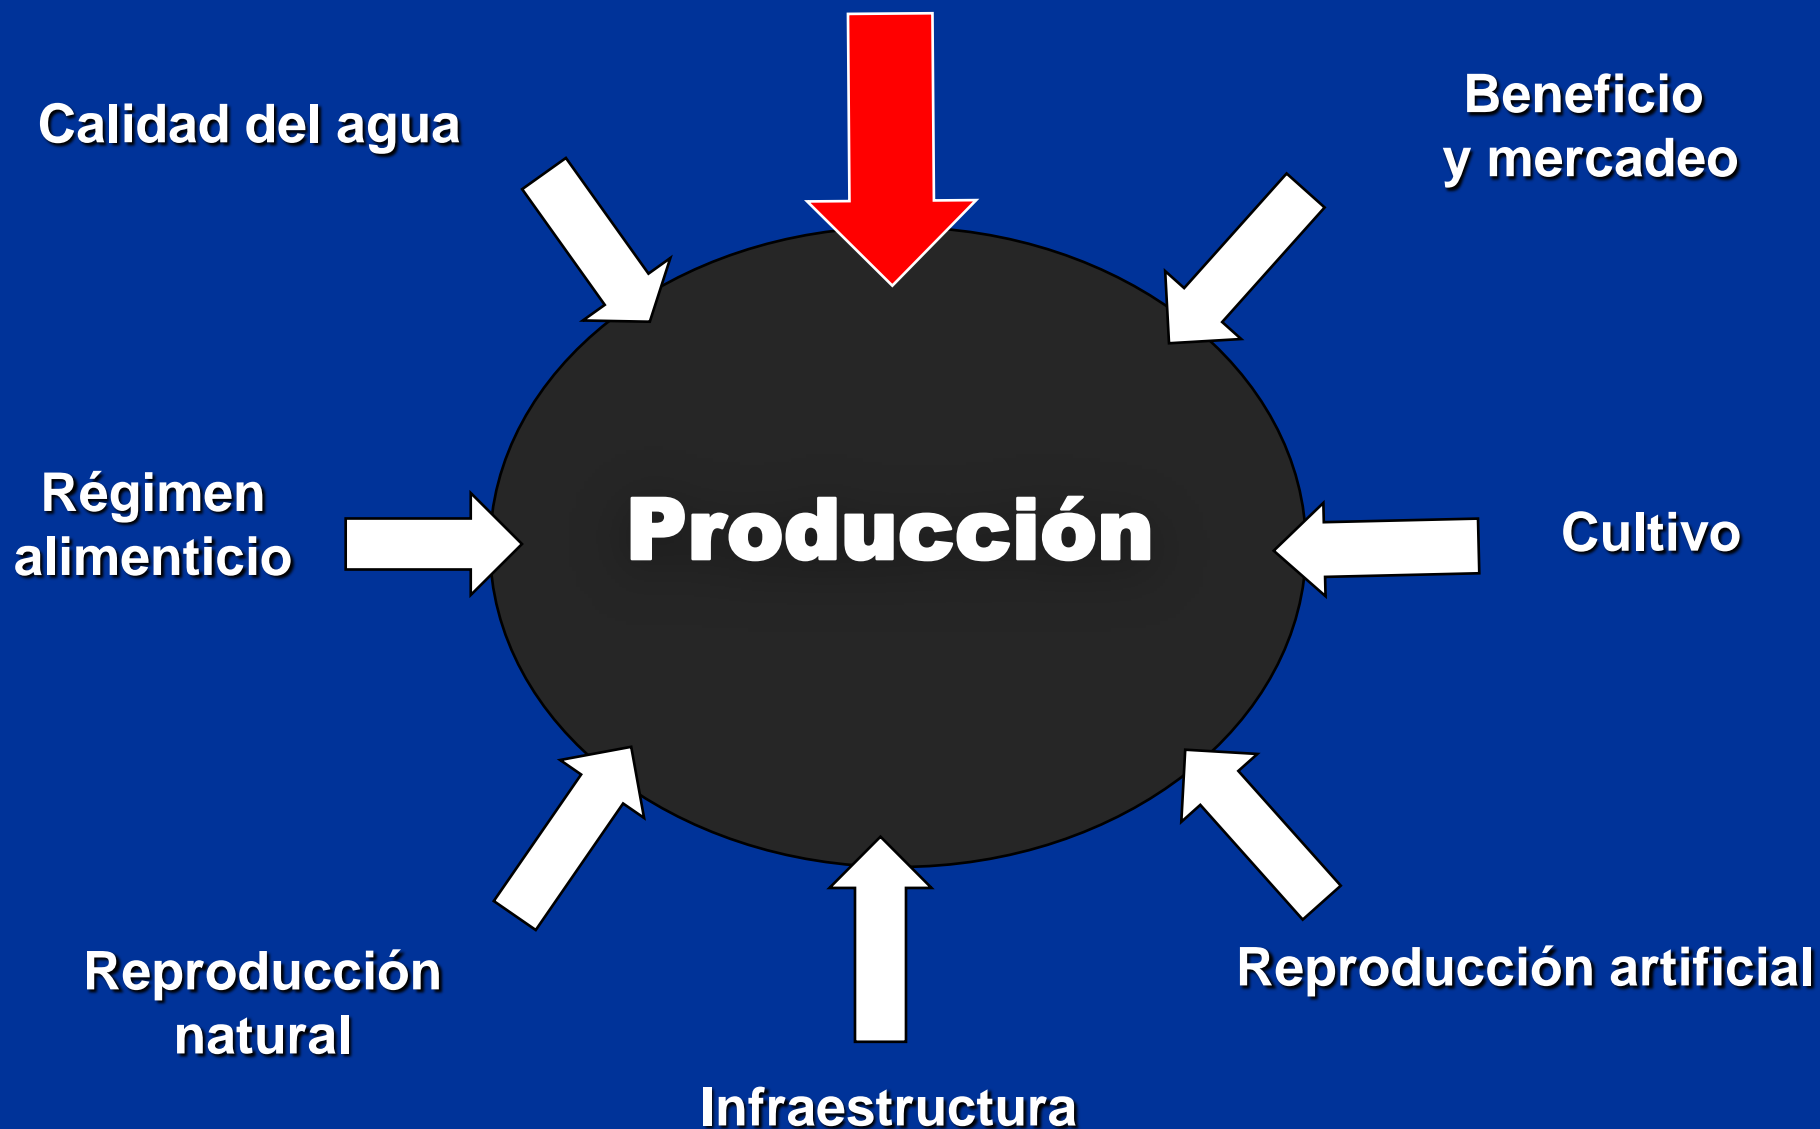 Calidad del agua
Beneficio
y mercadeo
Régimen
alimenticio
Producción
Cultivo
Reproducción
natural
Reproducción artificial
Infraestructura